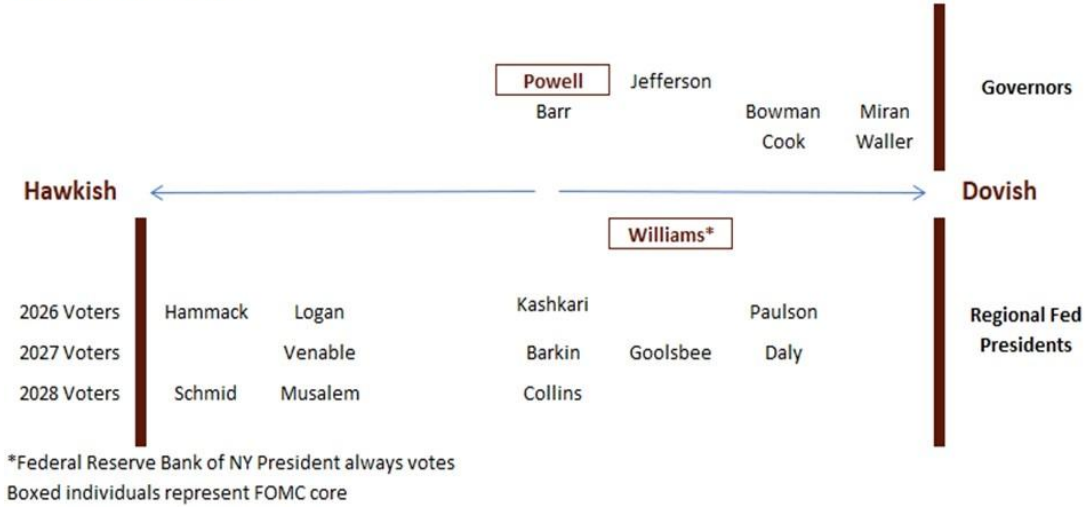 Powell Jefferson Governors
Barr Bowman Miran
Cook Waller
Hawkish Dovish
Williams*
2026 Voters Hammack Logan Kashkari Paulson Regional Fed
2027 Voters Venable Barkin Goolsbee Daly Presidents
2028 Voters Schmid Musalem Collins
*Federal Reserve Bank of NY President always votes
Boxed individuals represent FOMC core